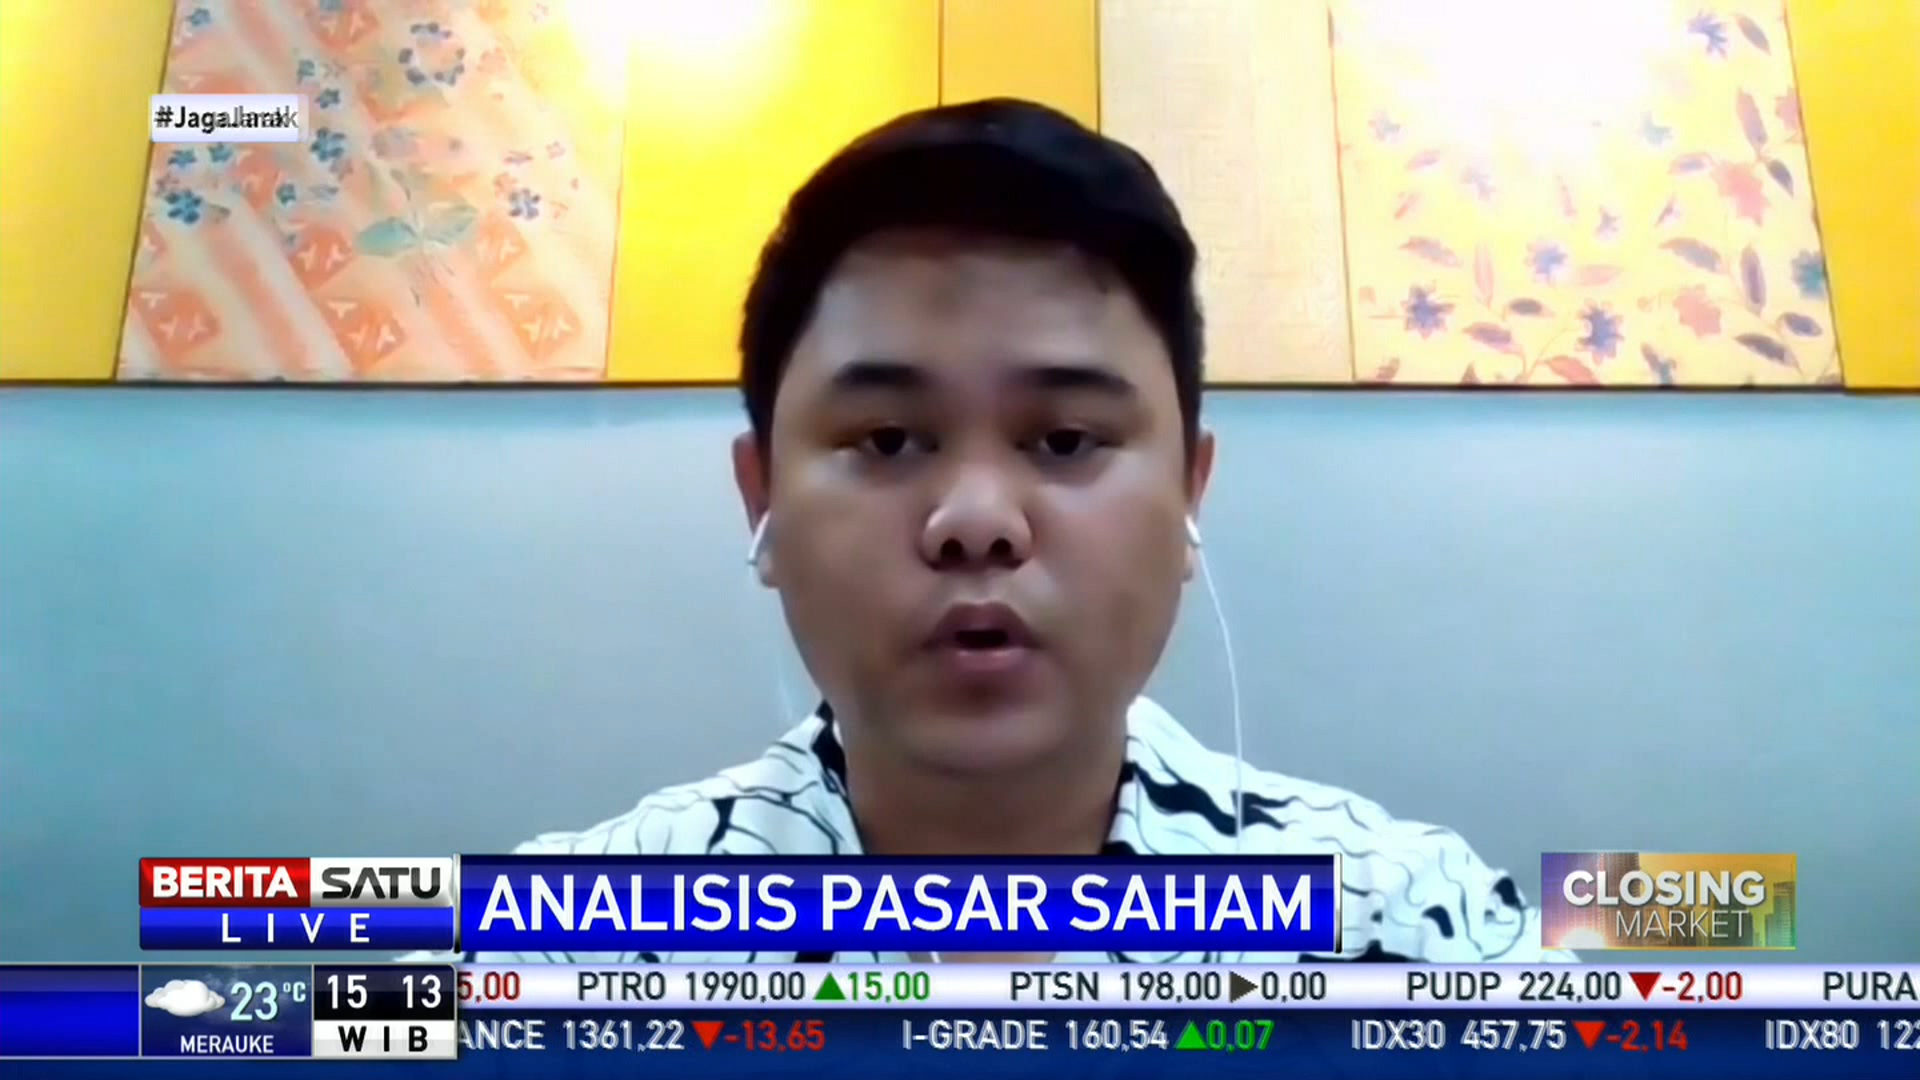 #Jaga
BERITA SATU
LIVE
ANALISIS PASAR SAHAM
CLOSING
MARKET
23°C
MERAUKE
15 13
WIB
5,00 PTRO 1990,00 ▲15,00 PTSN 198,00 ▶0,00 PUDP 224,00 ▼-2,00 PURA
ANCE 1361,22 ▼-13,65 I-GRADE 160,54 ▲0,07 IDX30 457,75 ▼-2,14 IDX80 122